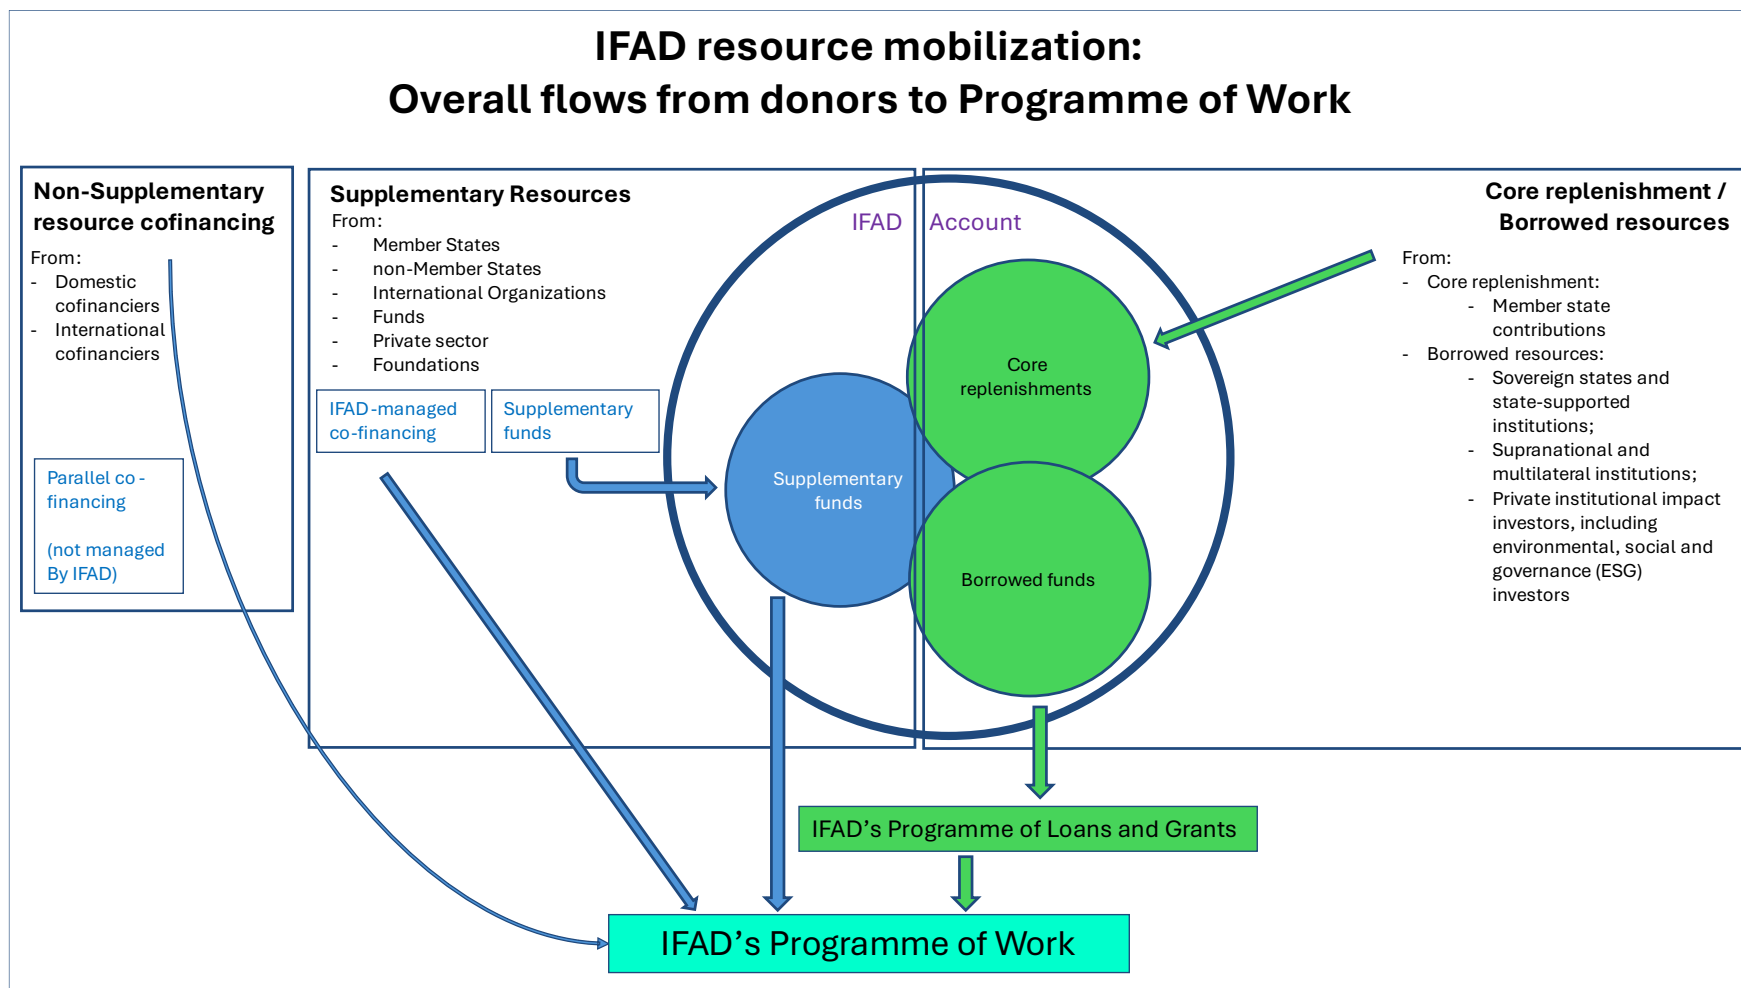 IFAD resource mobilization:
Overall flows from donors to Programme of Work
Non-Supplementary
resource cofinancing
From:
- Domestic
cofinanciers
- International
cofinanciers
Parallel co-
financing
(not managed
By IFAD)
Supplementary Resources
From:
- Member States
- non-Member States
- International Organizations
- Funds
- Private sector
- Foundations
IFAD-managed
co-financing
Supplementary
funds
IFAD Account
Core
replenishments
Supplementary
funds
Borrowed funds
Core replenishment /
Borrowed resources
From:
- Core replenishment:
- Member state
contributions
- Borrowed resources:
- Sovereign states and
state-supported
institutions;
- Supranational and
multilateral institutions;
- Private institutional impact
investors, including
environmental, social and
governance (ESG)
investors
IFAD’s Programme of Loans and Grants
IFAD’s Programme of Work